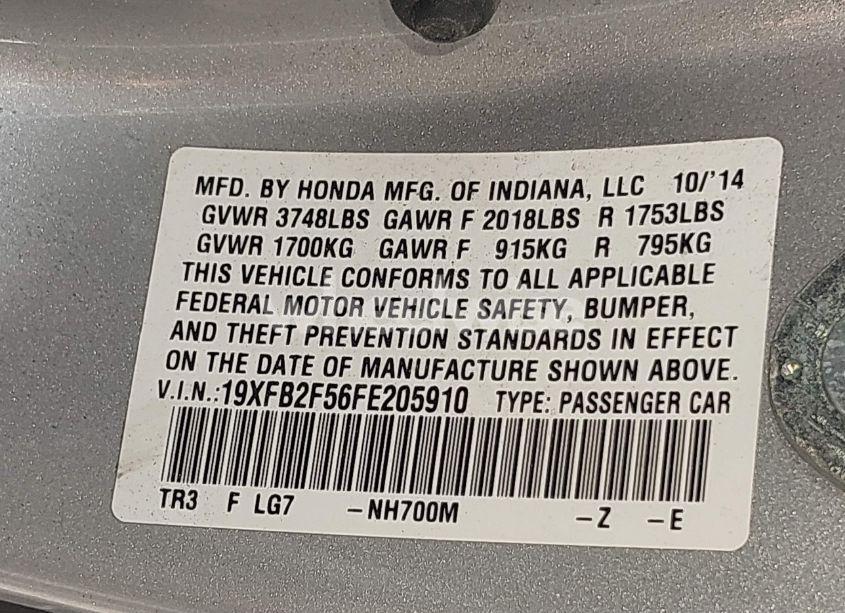 MFD. BY HONDA MFG. OF INDIANA, LLC 10/'14
GVWR 3748LBS GAWR F 2018LBS R 1753LBS
GVWR 1700KG GAWR F 915KG R 795KG
THIS VEHICLE CONFORMS TO ALL APPLICABLE
FEDERAL MOTOR VEHICLE SAFETY, BUMPER,
AND THEFT PREVENTION STANDARDS IN EFFECT
ON THE DATE OF MANUFACTURE SHOWN ABOVE.
V.I.N.:19XFB2F56FE205910 TYPE: PASSENGER CAR
TR3 F LG7 -NH700M -Z -E